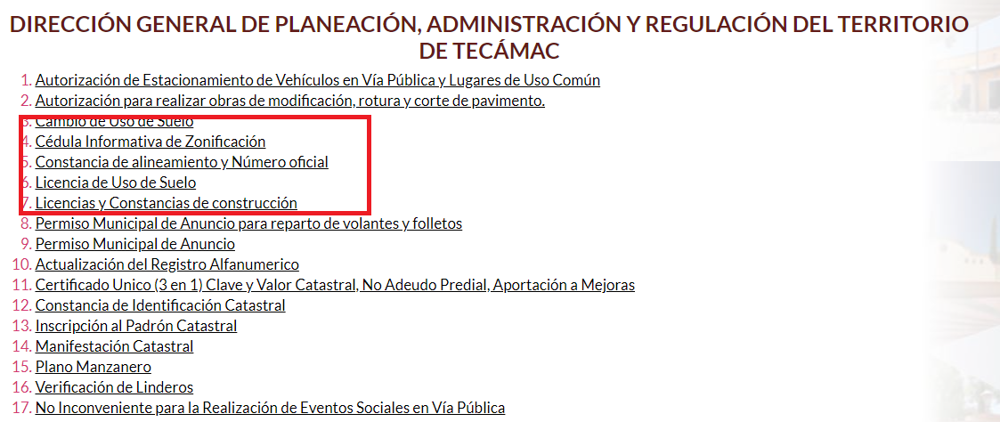 DIRECCIÓN GENERAL DE PLANEACIÓN, ADMINISTRACIÓN Y REGULACIÓN DEL TERRITORIO
DE TECÁMAC
1. Autorización de Estacionamiento de Vehículos en Vía Pública y Lugares de Uso Común
2. Autorización para realizar obras de modificación, rotura y corte de pavimento.
3. Cambio de Uso de Suelo
4. Cédula Informativa de Zonificación
5. Constancia de alineamiento y Número oficial
6. Licencia de Uso de Suelo
7. Licencias y Constancias de construcción
8. Permiso Municipal de Anuncio para reparto de volantes y folletos
9. Permiso Municipal de Anuncio
10. Actualización del Registro Alfanumerico
11. Certificado Unico (3 en 1) Clave y Valor Catastral, No Adeudo Predial, Aportación a Mejoras
12. Constancia de Identificación Catastral
13. Inscripción al Padrón Catastral
14. Manifestación Catastral
15. Plano Manzanero
16. Verificación de Linderos
17. No Inconveniente para la Realización de Eventos Sociales en Vía Pública